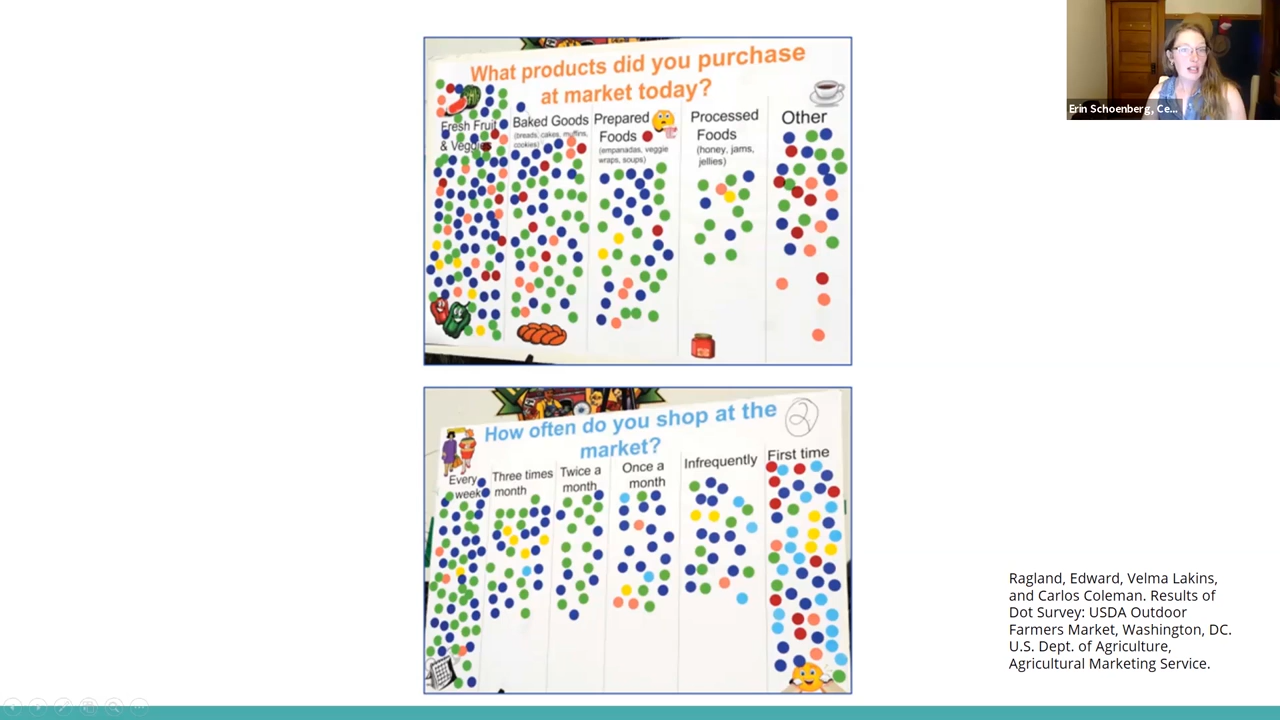 What products did you purchase
at market today?
Fresh Fruit
& Veggies
Baked Goods
(breads, cakes, muffins,
cookies)
Prepared
Foods
(empanadas, veggie
wraps, soups)
Processed
Foods
(honey, jams,
jellies)
Other
How often do you shop at the
market?
2
Every
week
Three times
month
Twice a
month
Once a
month
Infrequently
First time
Erin Schoenberg, Ce...
Ragland, Edward, Velma Lakins,
and Carlos Coleman. Results of
Dot Survey: USDA Outdoor
Farmers Market, Washington, DC.
U.S. Dept. of Agriculture,
Agricultural Marketing Service.